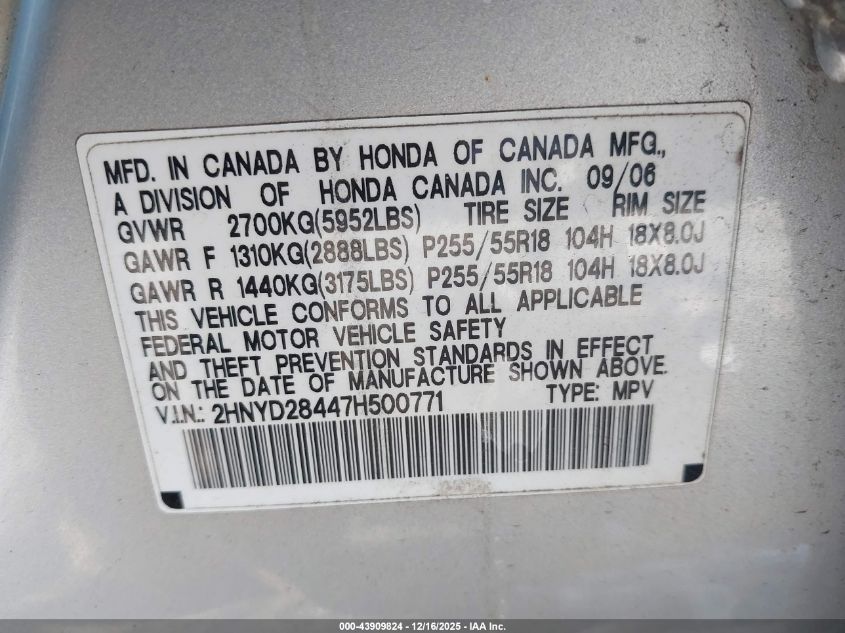 MFD. IN CANADA BY HONDA OF CANADA MFG.,
A DIVISION OF HONDA CANADA INC. 09/06
GVWR 2700KG(5952LBS) TIRE SIZE RIM SIZE
GAWR F 1310KG(2888LBS) P255/55R18 104H 18X8.0J
GAWR R 1440KG(3175LBS) P255/55R18 104H 18X8.0J
THIS VEHICLE CONFORMS TO ALL APPLICABLE
FEDERAL MOTOR VEHICLE SAFETY
AND THEFT PREVENTION STANDARDS IN EFFECT
ON THE DATE OF MANUFACTURE SHOWN ABOVE.
V.I.N.: 2HNYD28447H500771 TYPE: MPV
000-43909824 - 12/16/2025 - IAA Inc.